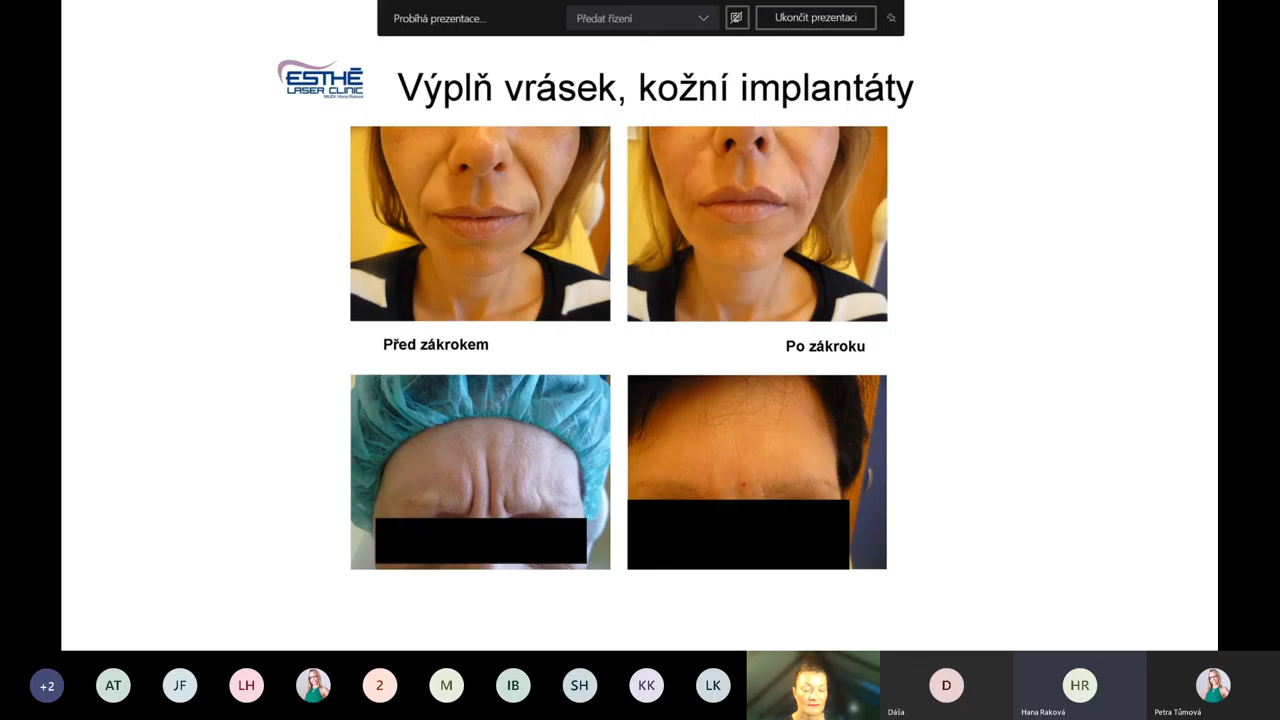 Probíhá prezentace...
Předat řízení
Ukončit prezentaci
ESTHÉ
LASER CLINIC
MUDr. Hana Raková
Výplň vrásek, kožní implantáty
Před zákrokem
Po zákroku
+2
AT
JF
LH
2
M
IB
SH
KK
LK
D
HR
Dáša
Hana Raková
Petra Tůmová